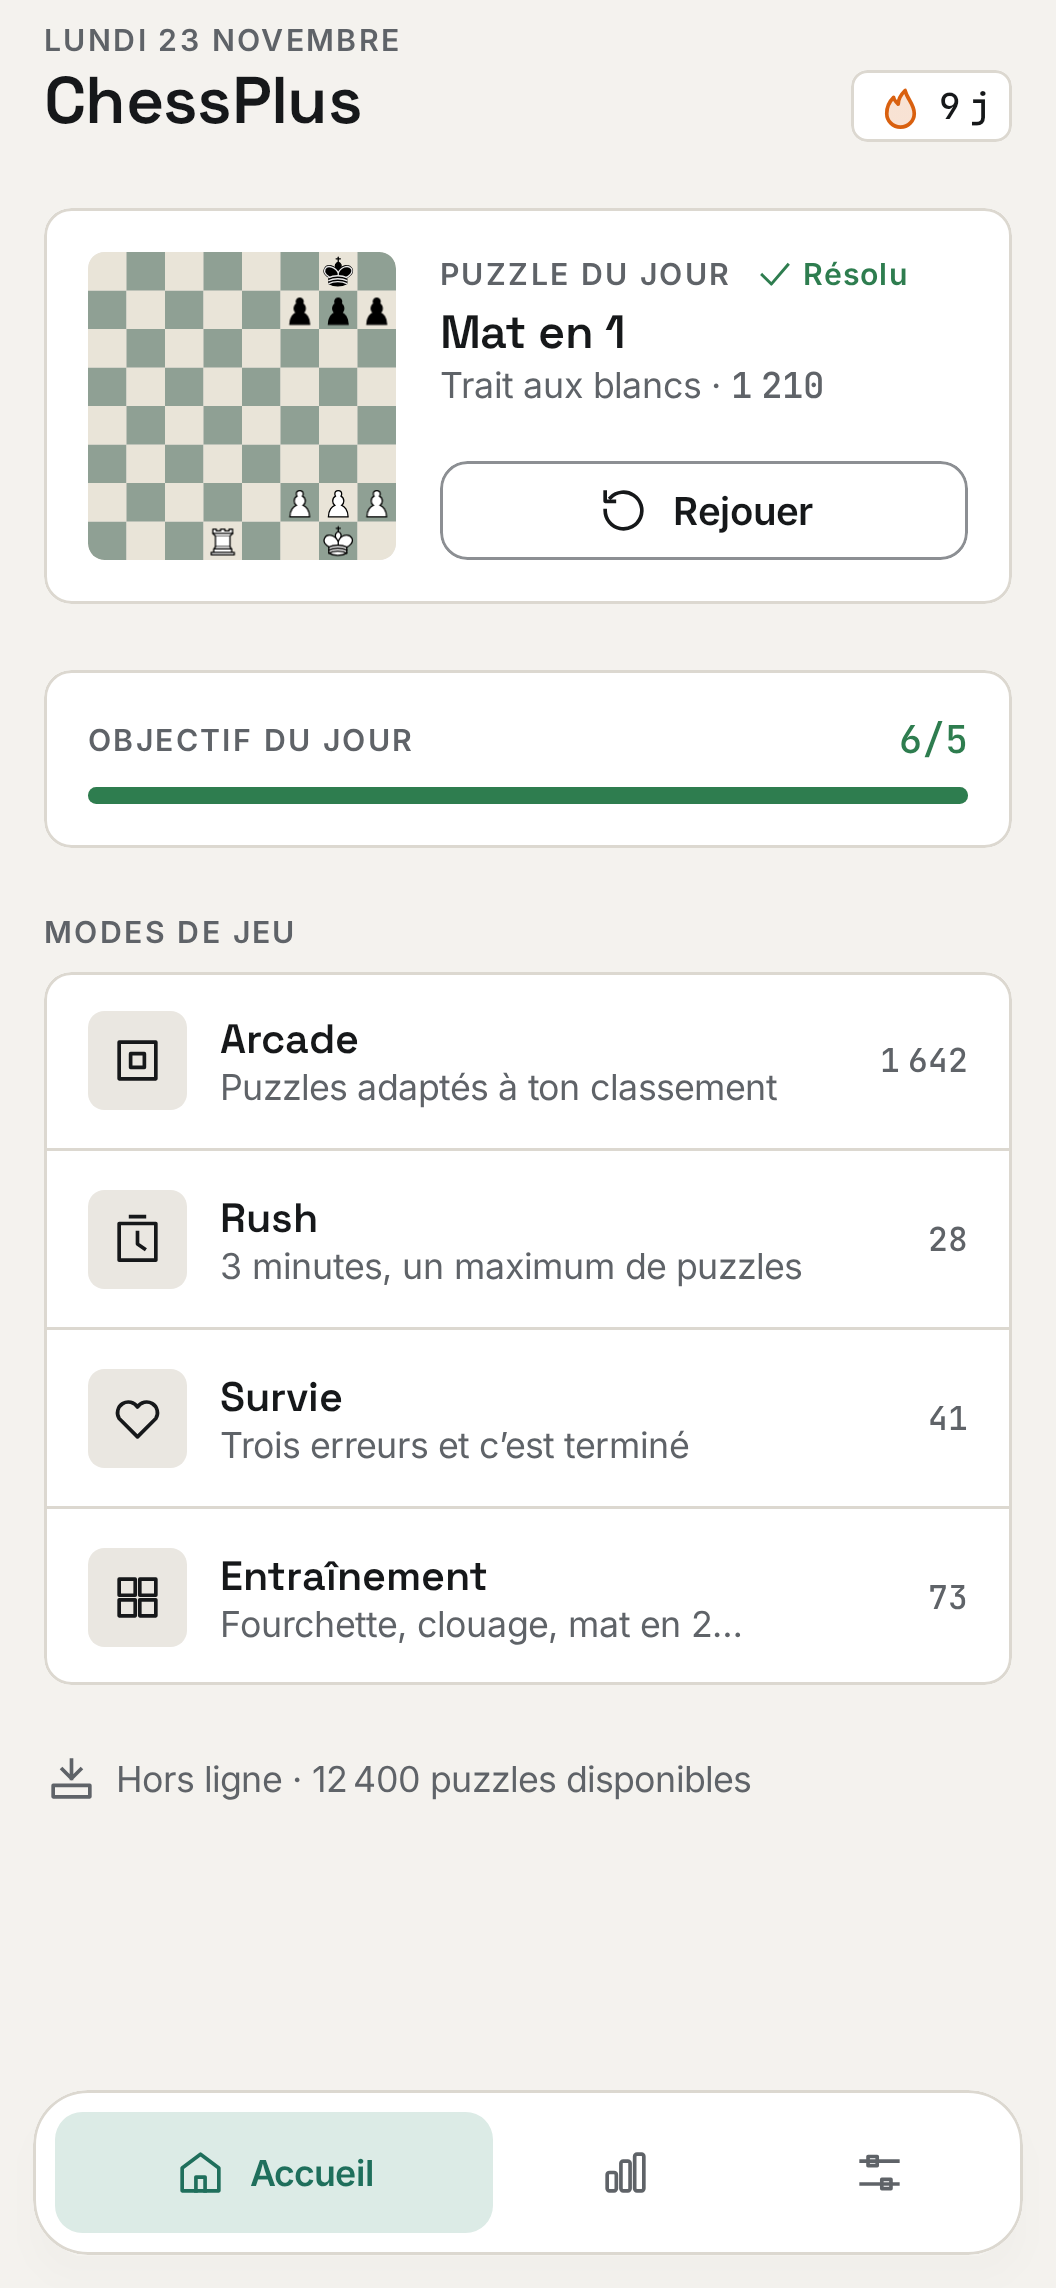 LUNDI 23 NOVEMBRE
ChessPlus
9 j
PUZZLE DU JOUR Résolu
Mat en 1
Trait aux blancs · 1 210
Rejouer
OBJECTIF DU JOUR 6/5
MODES DE JEU
Arcade
Puzzles adaptés à ton classement
1 642
Rush
3 minutes, un maximum de puzzles
28
Survie
Trois erreurs et c’est terminé
41
Entraînement
Fourchette, clouage, mat en 2…
73
Hors ligne · 12 400 puzzles disponibles
Accueil